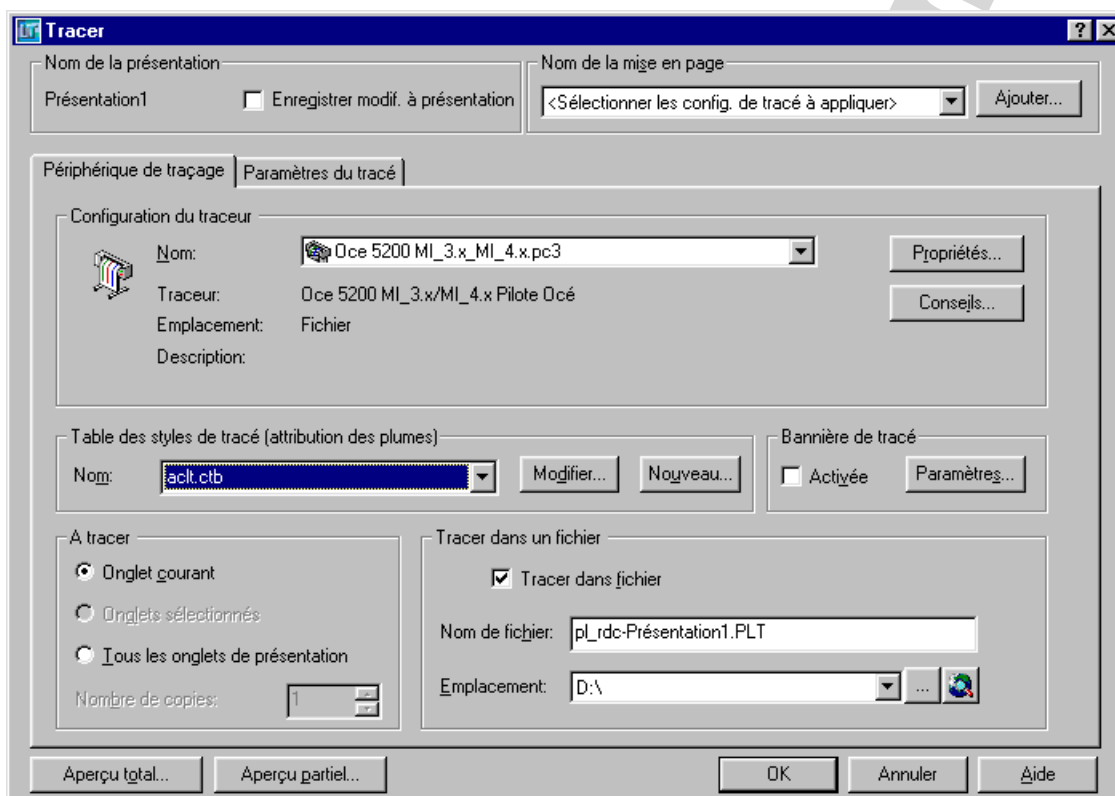 Tracer
Nom de la présentation
Présentation1
Enregistrer modif. à présentation
Nom de la mise en page
<Sélectionner les config. de tracé à appliquer>
Ajouter...
Périphérique de traçage
Paramètres du tracé
Configuration du traceur
Nom:
Oce 5200 MI_3.x_MI_4.x.pc3
Propriétés...
Traceur:
Oce 5200 MI_3.x/MI_4.x Pilote Océ
Conseils...
Emplacement:
Fichier
Description:
Table des styles de tracé (attribution des plumes)
Nom:
aclt.ctb
Modifier...
Nouveau...
Bannière de tracé
Activée
Paramètres...
A tracer
Onglet courant
Onglets sélectionnés
Tous les onglets de présentation
Nombre de copies:
1
Tracer dans un fichier
Tracer dans fichier
Nom de fichier:
pl_rdc-Présentation1.PLT
Emplacement:
D:\
...
Aperçu total...
Aperçu partiel...
OK
Annuler
Aide